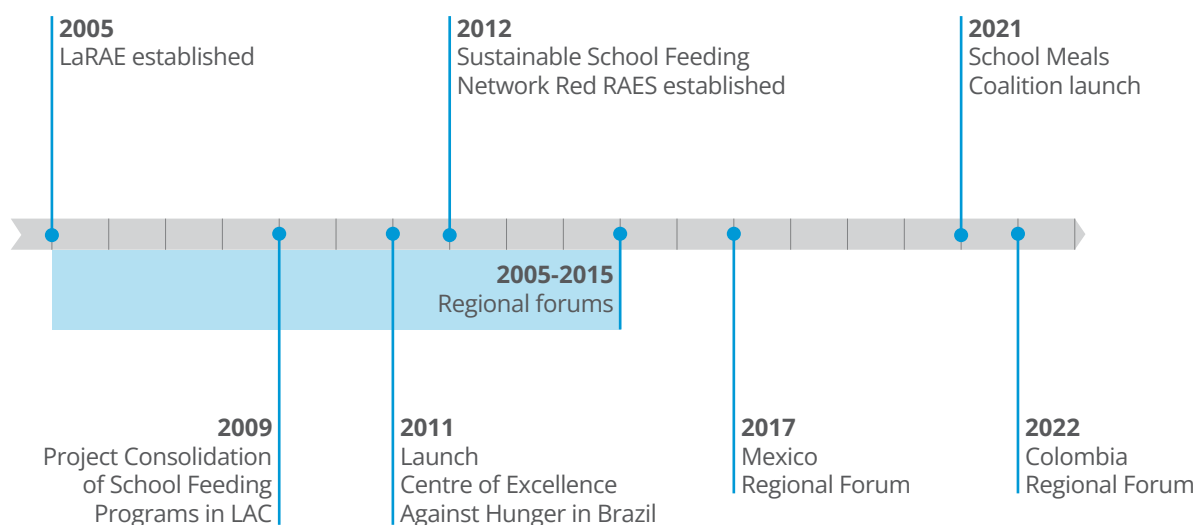 2005
LaRAE established
2012
Sustainable School Feeding
Network Red RAES established
2021
School Meals
Coalition launch
2005-2015
Regional forums
2009
Project Consolidation
of School Feeding
Programs in LAC
2011
Launch
Centre of Excellence
Against Hunger in Brazil
2017
Mexico
Regional Forum
2022
Colombia
Regional Forum